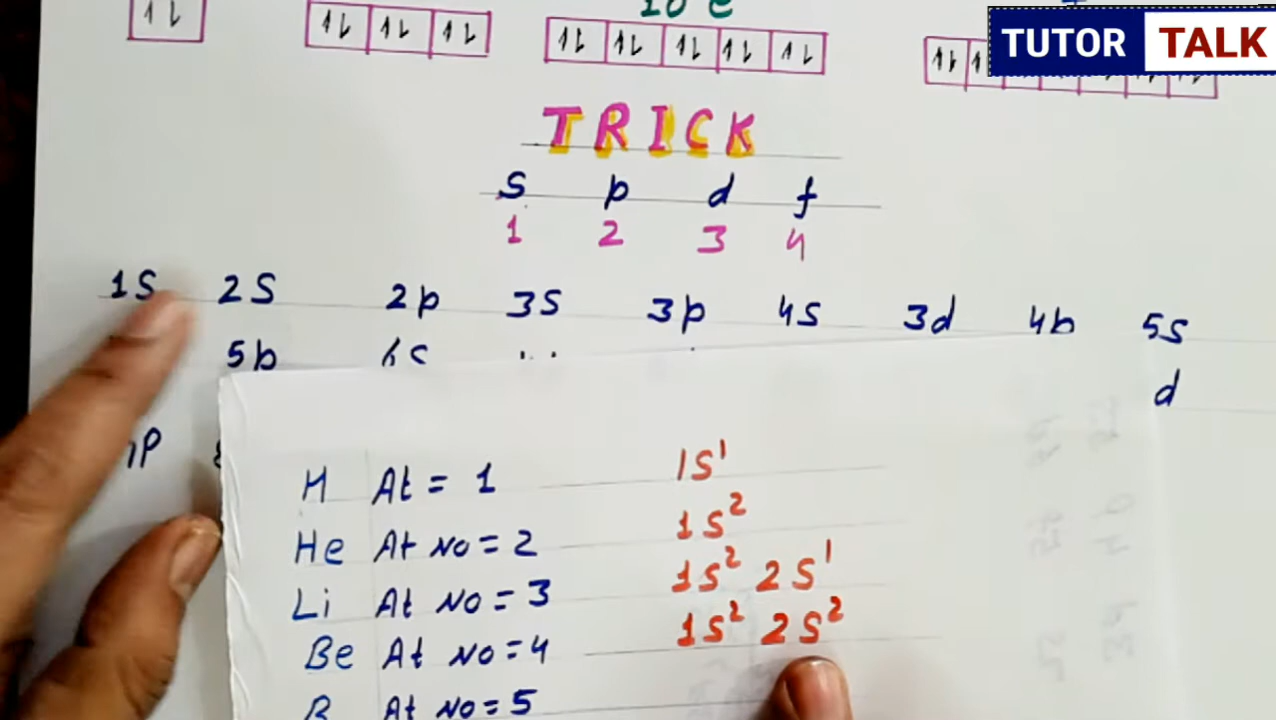 10 e
TUTOR TALK
TRICK
s p d f
1 2 3 4
1S 2S 2p 3S 3p 4S 3d 4p 5s
5p 6s
d
H At = 1 1S¹
He At No = 2 1S²
Li At No = 3 1S² 2S¹
Be At No = 4 1S² 2S²
B At No = 5